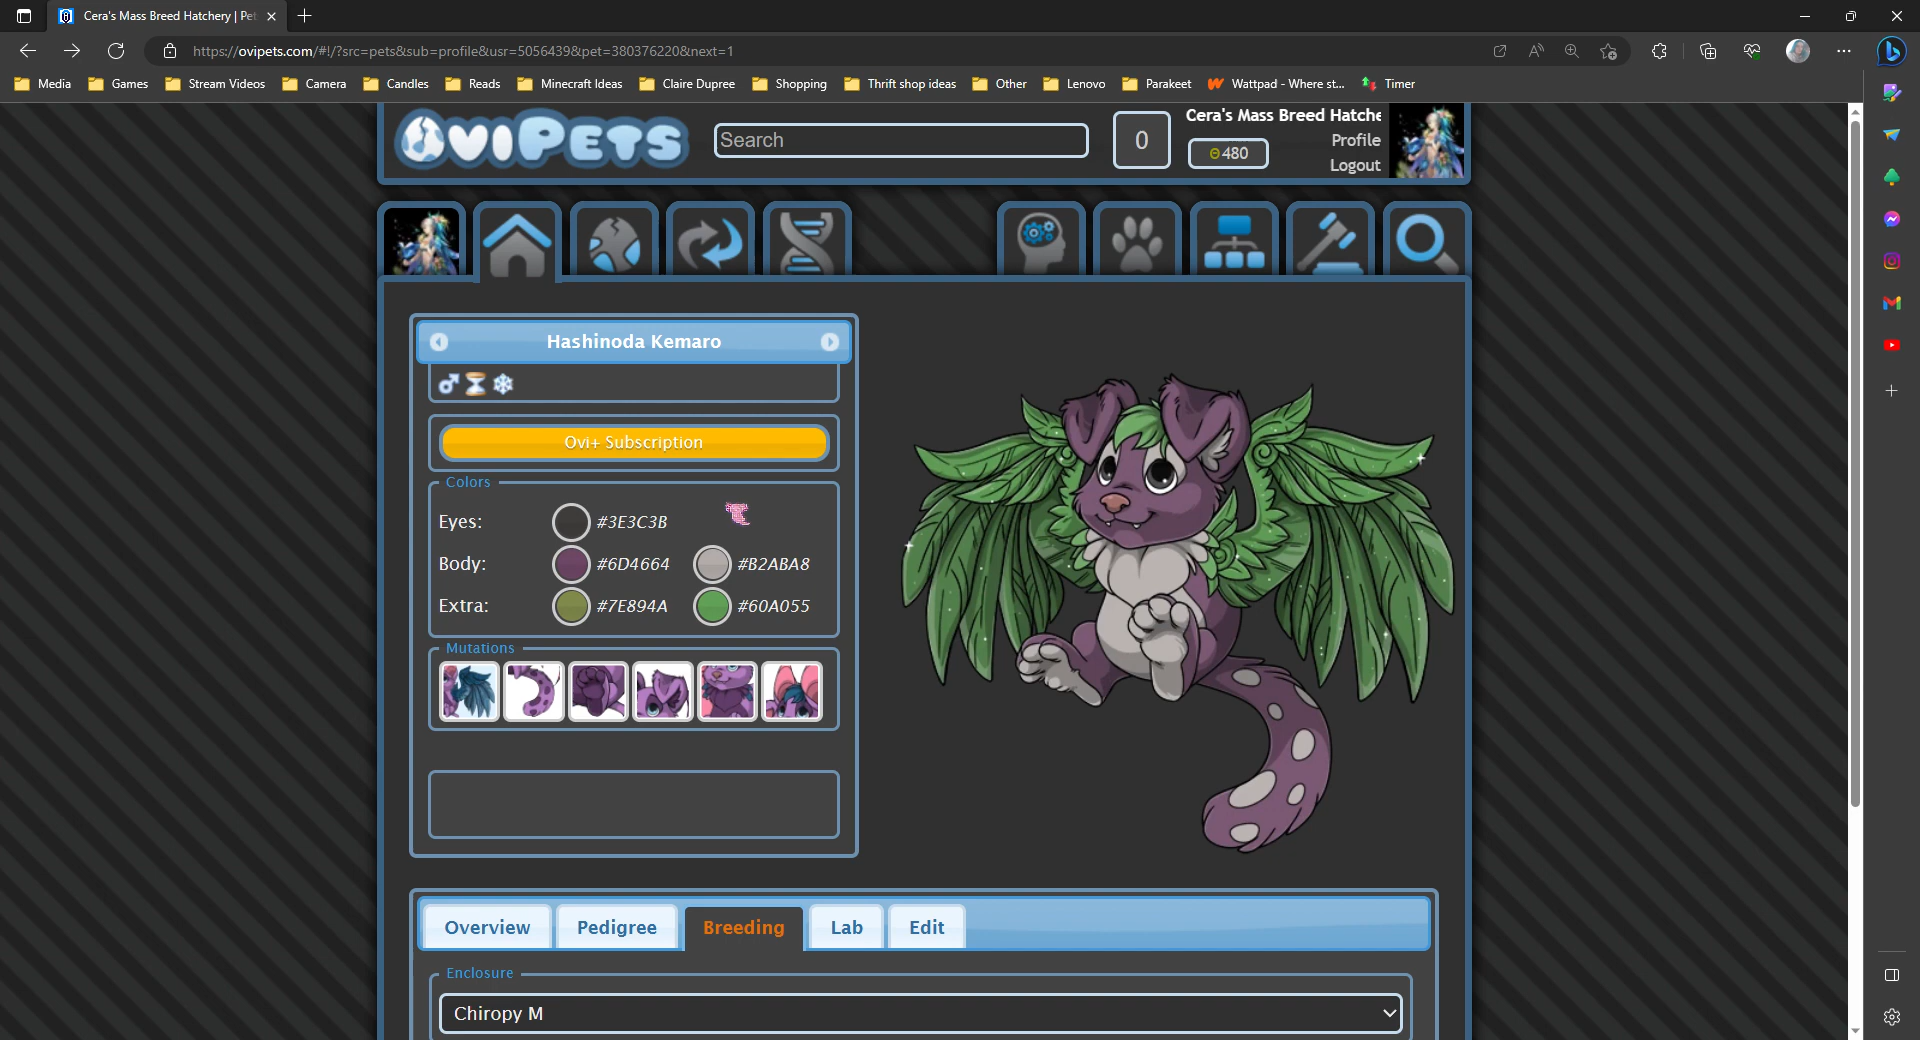 Cera's Mass Breed Hatchery | Pet
https://ovipets.com/#!/?src=pets&sub=profile&usr=5056439&pet=380376220&next=1
Media Games Stream Videos Camera Candles Reads Minecraft Ideas Claire Dupree Shopping Thrift shop ideas Other Lenovo Parakeet Wattpad - Where st... Timer
OviPets
Search
0
Cera's Mass Breed Hatche
480
Profile
Logout
Hashinoda Kemaro
Ovi+ Subscription
Colors
Eyes: #3E3C3B
Body: #6D4664 #B2ABA8
Extra: #7E894A #60A055
Mutations
Overview Pedigree Breeding Lab Edit
Enclosure
Chiropy M